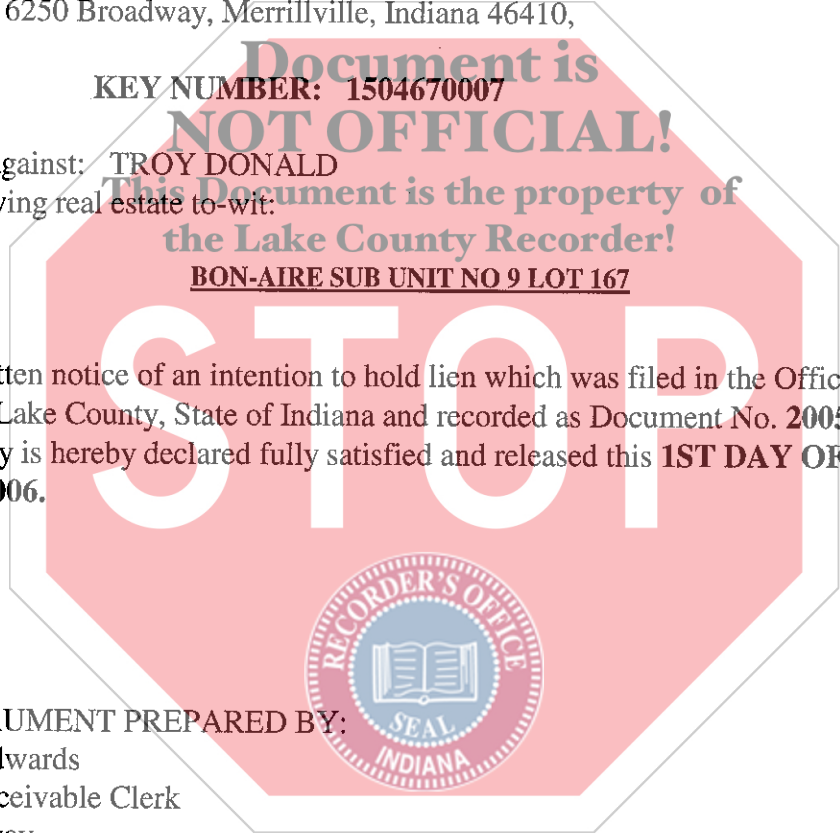 6250 Broadway, Merrillville, Indiana 46410,
Document is
KEY NUMBER: 1504670007
NOT OFFICIAL!
gainst: TROY DONALD
This Document is the property of
ving real estate to-wit:
the Lake County Recorder!
BON-AIRE SUB UNIT NO 9 LOT 167
STOP
tten notice of an intention to hold lien which was filed in the Offic
Lake County, State of Indiana and recorded as Document No. 2005
y is hereby declared fully satisfied and released this 1ST DAY OF
06.
RECORDER'S OFFICE
SEAL
INDIANA
UMENT PREPARED BY:
wards
ceivable Clerk